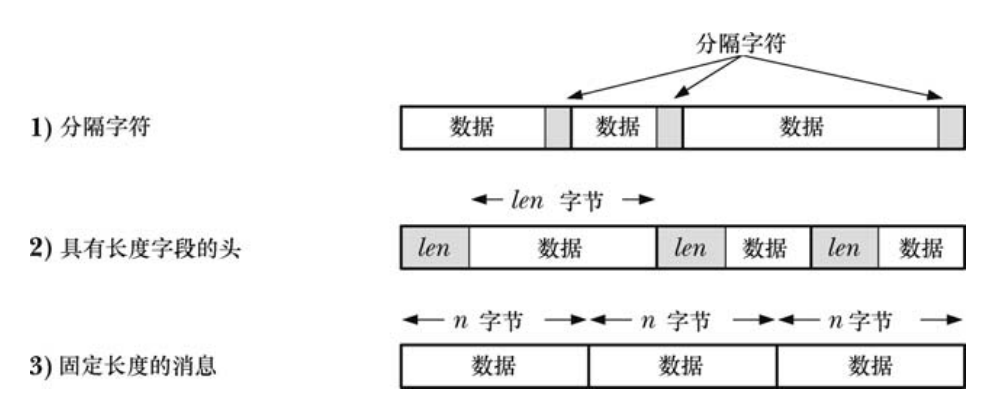 分隔字符
1) 分隔字符
数据 数据 数据
len 字节
2) 具有长度字段的头
len 数据 len 数据 len 数据
n 字节 n 字节 n 字节
3) 固定长度的消息
数据 数据 数据